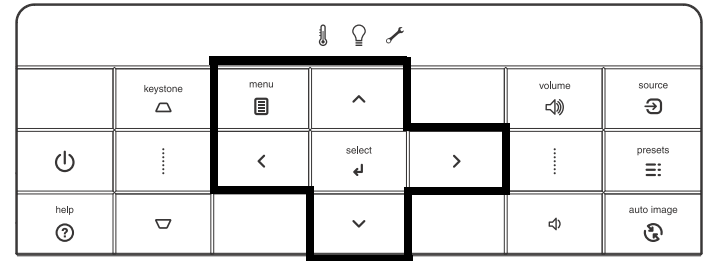 keystone
menu
volume
source
select
presets
help
auto image